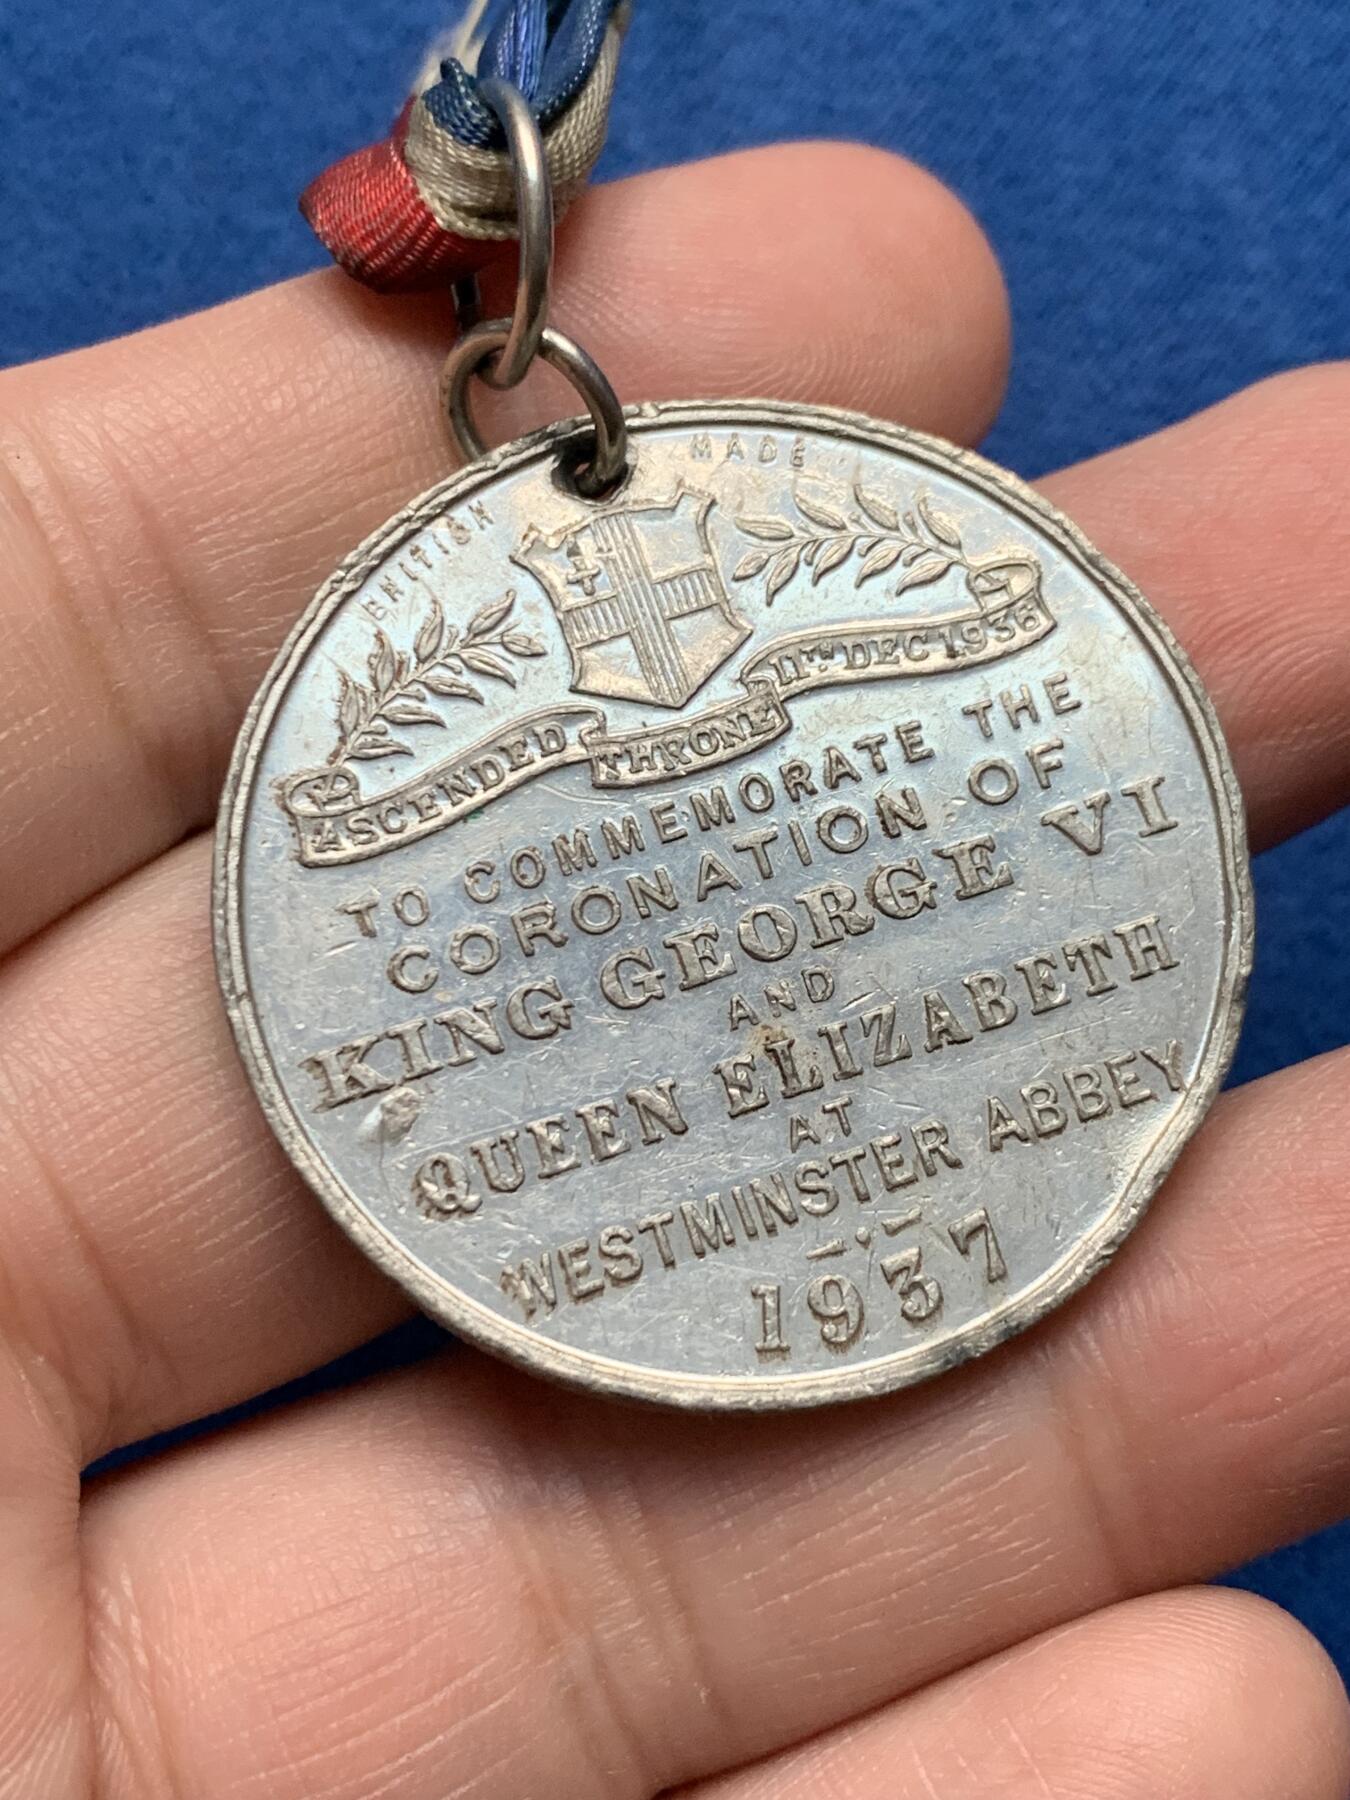 BRITISH MADE
ASCENDED THRONE 11TH DEC 1936
TO COMMEMORATE THE
CORONATION OF
KING GEORGE VI
AND
QUEEN ELIZABETH
AT
WESTMINSTER ABBEY
1937